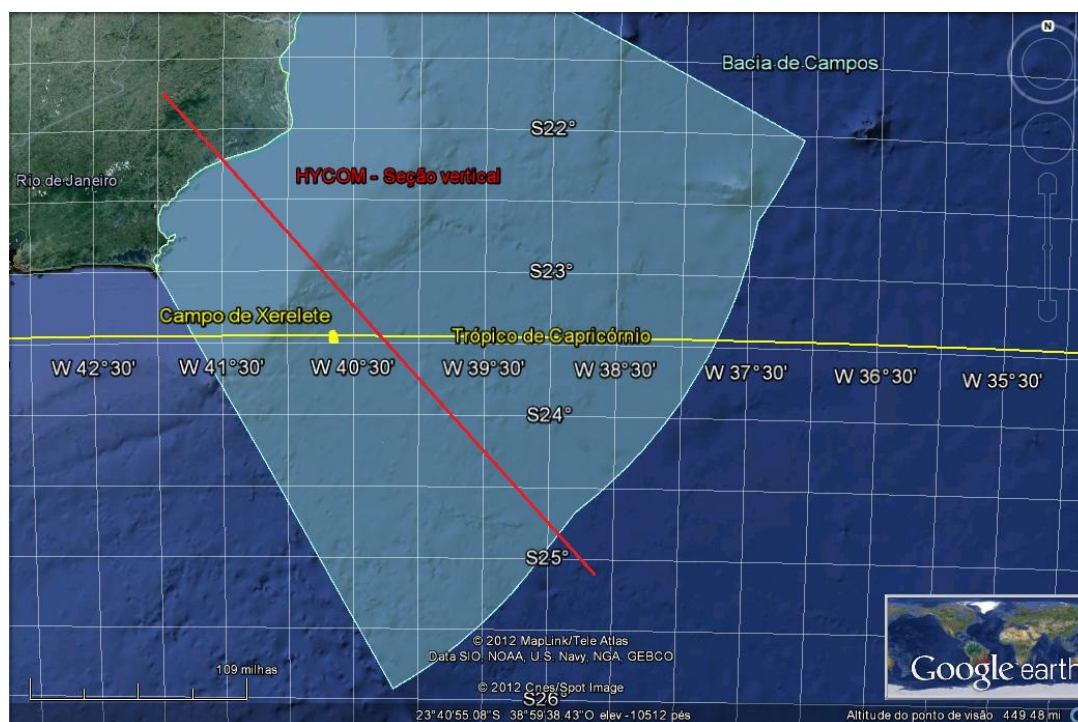 N
Bacia de Campos
S22°
Rio de Janeiro
HYCOM - Seção vertical
S23°
Campo de Xerelete
Trópico de Capricórnio
W 42°30' W 41°30' W 40°30' W 39°30' W 38°30' W 37°30' W 36°30' W 35°30'
S24°
S25°
© 2012 MapLink/Tele Atlas
Data SIO, NOAA, U.S. Navy, NGA, GEBCO
109 milhas
© 2012 Cnes/Spot Image
Google earth
S26°
23°40'55.08"S 38°59'38.43"O elev -10512 pés
Altitude do ponto de visão 449.48 mi